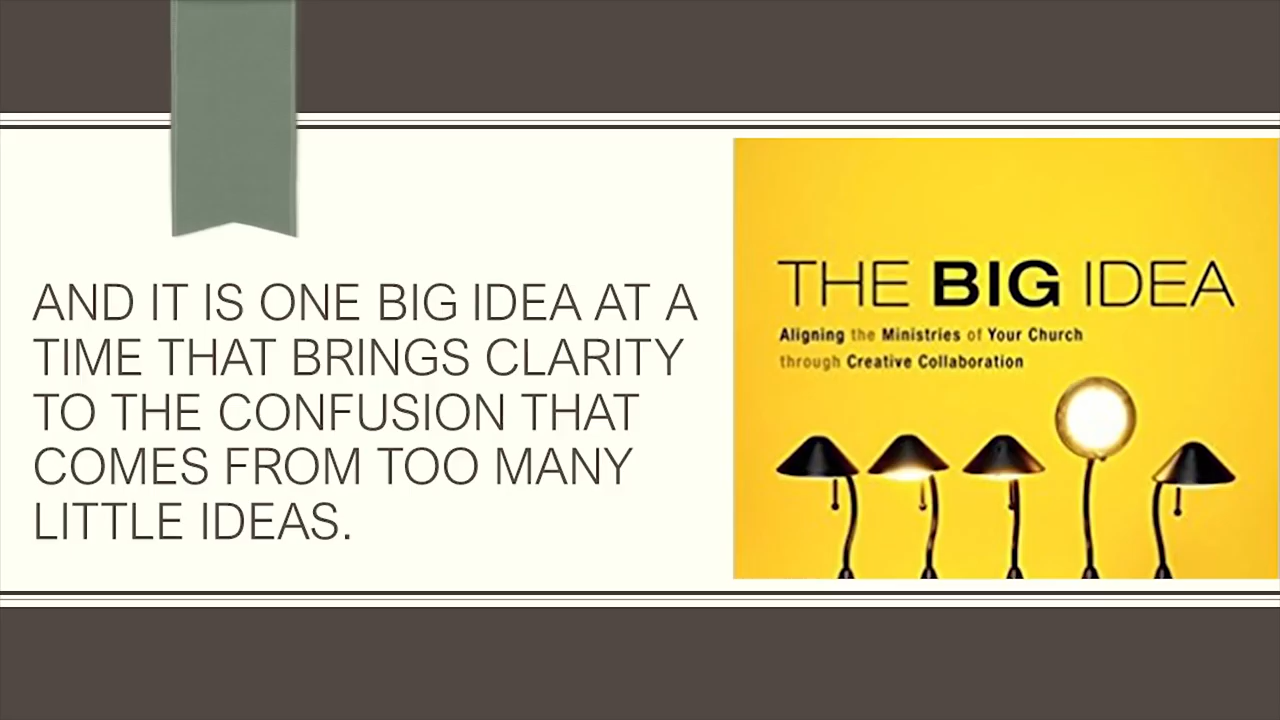 AND IT IS ONE BIG IDEA AT A
TIME THAT BRINGS CLARITY
TO THE CONFUSION THAT
COMES FROM TOO MANY
LITTLE IDEAS.
THE BIG IDEA
Aligning the Ministries of Your Church
through Creative Collaboration